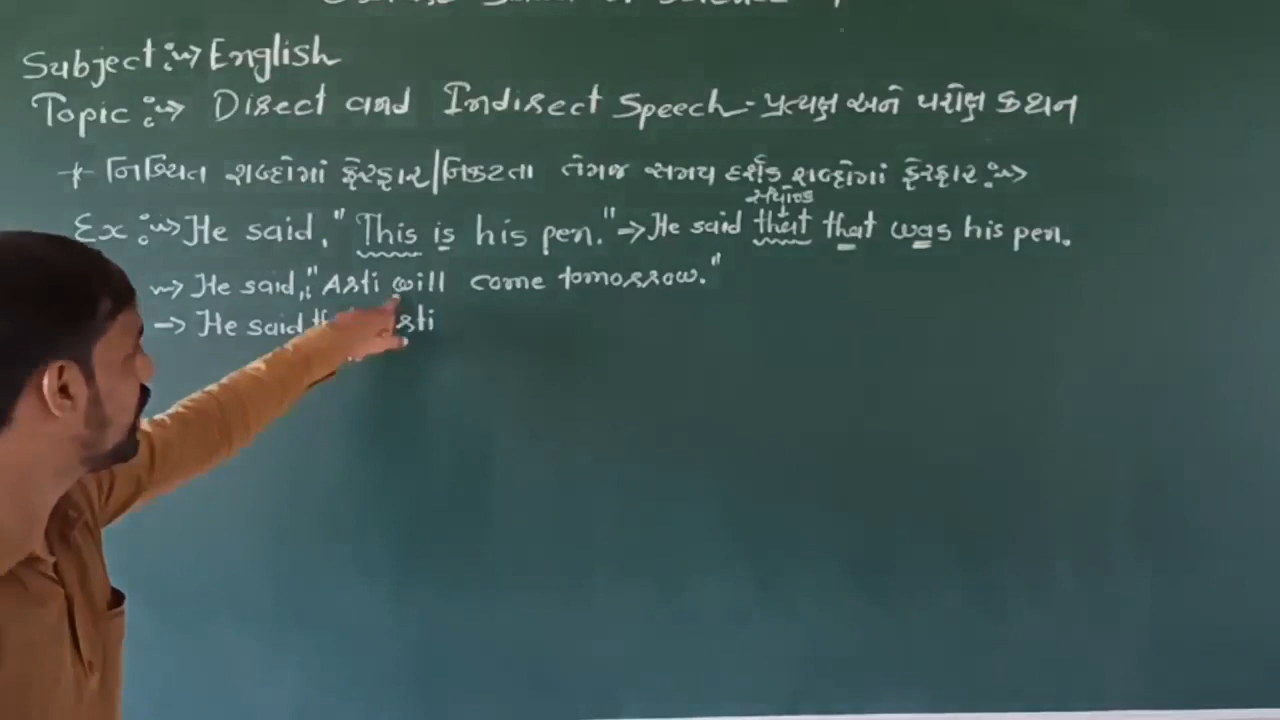 Subject:→ English
Topic:→ Direct and Indirect Speech - પ્રત્યક્ષ અને પરોક્ષ કથન
* નિશ્ચિત શબ્દોમાં ફેરફાર/નિકટતા તેમજ સમય દર્શક શબ્દોમાં ફેરફાર:→
સંયોજક
Ex:→ He said, "This is his pen." → He said that that was his pen.
→ He said, "Arti will come tomorrow."
→ He said